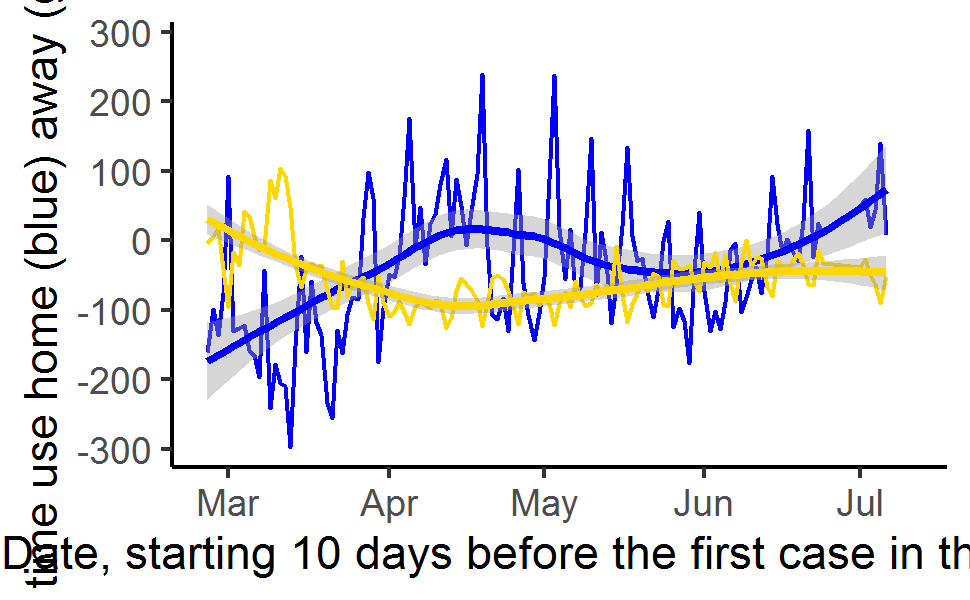 time use home (blue) away (
300
200
100
0
-100
-200
-300
Mar Apr May Jun Jul
Date, starting 10 days before the first case in th